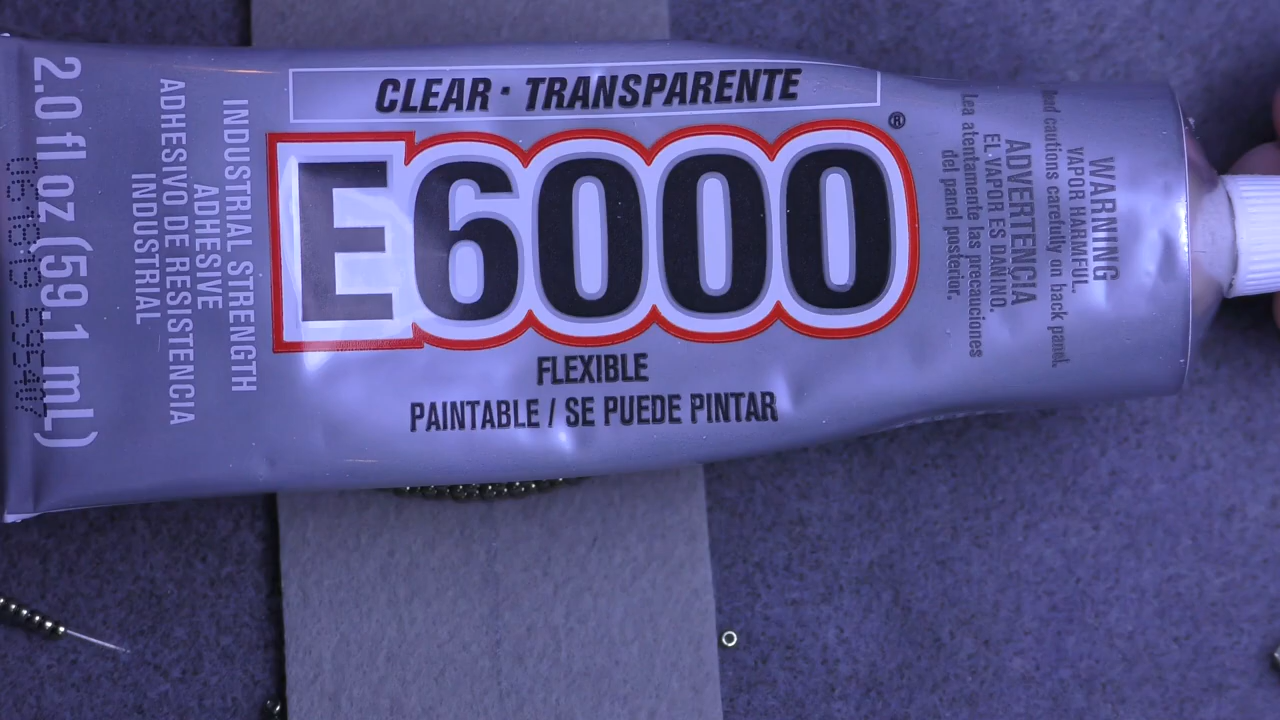 CLEAR · TRANSPARENTE
E6000®
FLEXIBLE
PAINTABLE / SE PUEDE PINTAR
INDUSTRIAL STRENGTH
ADHESIVE
ADHESIVO DE RESISTENCIA
INDUSTRIAL
2.0 fl oz (59.1 mL)
WARNING
VAPOR HARMFUL.
Read cautions carefully on back panel.
ADVERTENCIA
EL VAPOR ES DAÑINO.
Lea atentamente las precauciones
del panel posterior.